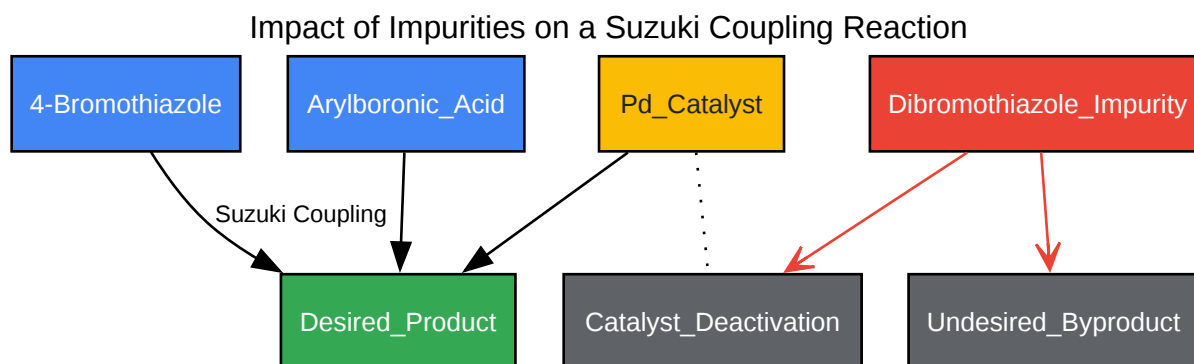 Impact of Impurities on a Suzuki Coupling Reaction
4-Bromothiazole
Arylboronic_Acid
Pd_Catalyst
Dibromothiazole_Impurity
Suzuki Coupling
Desired_Product
Catalyst_Deactivation
Undesired_Byproduct